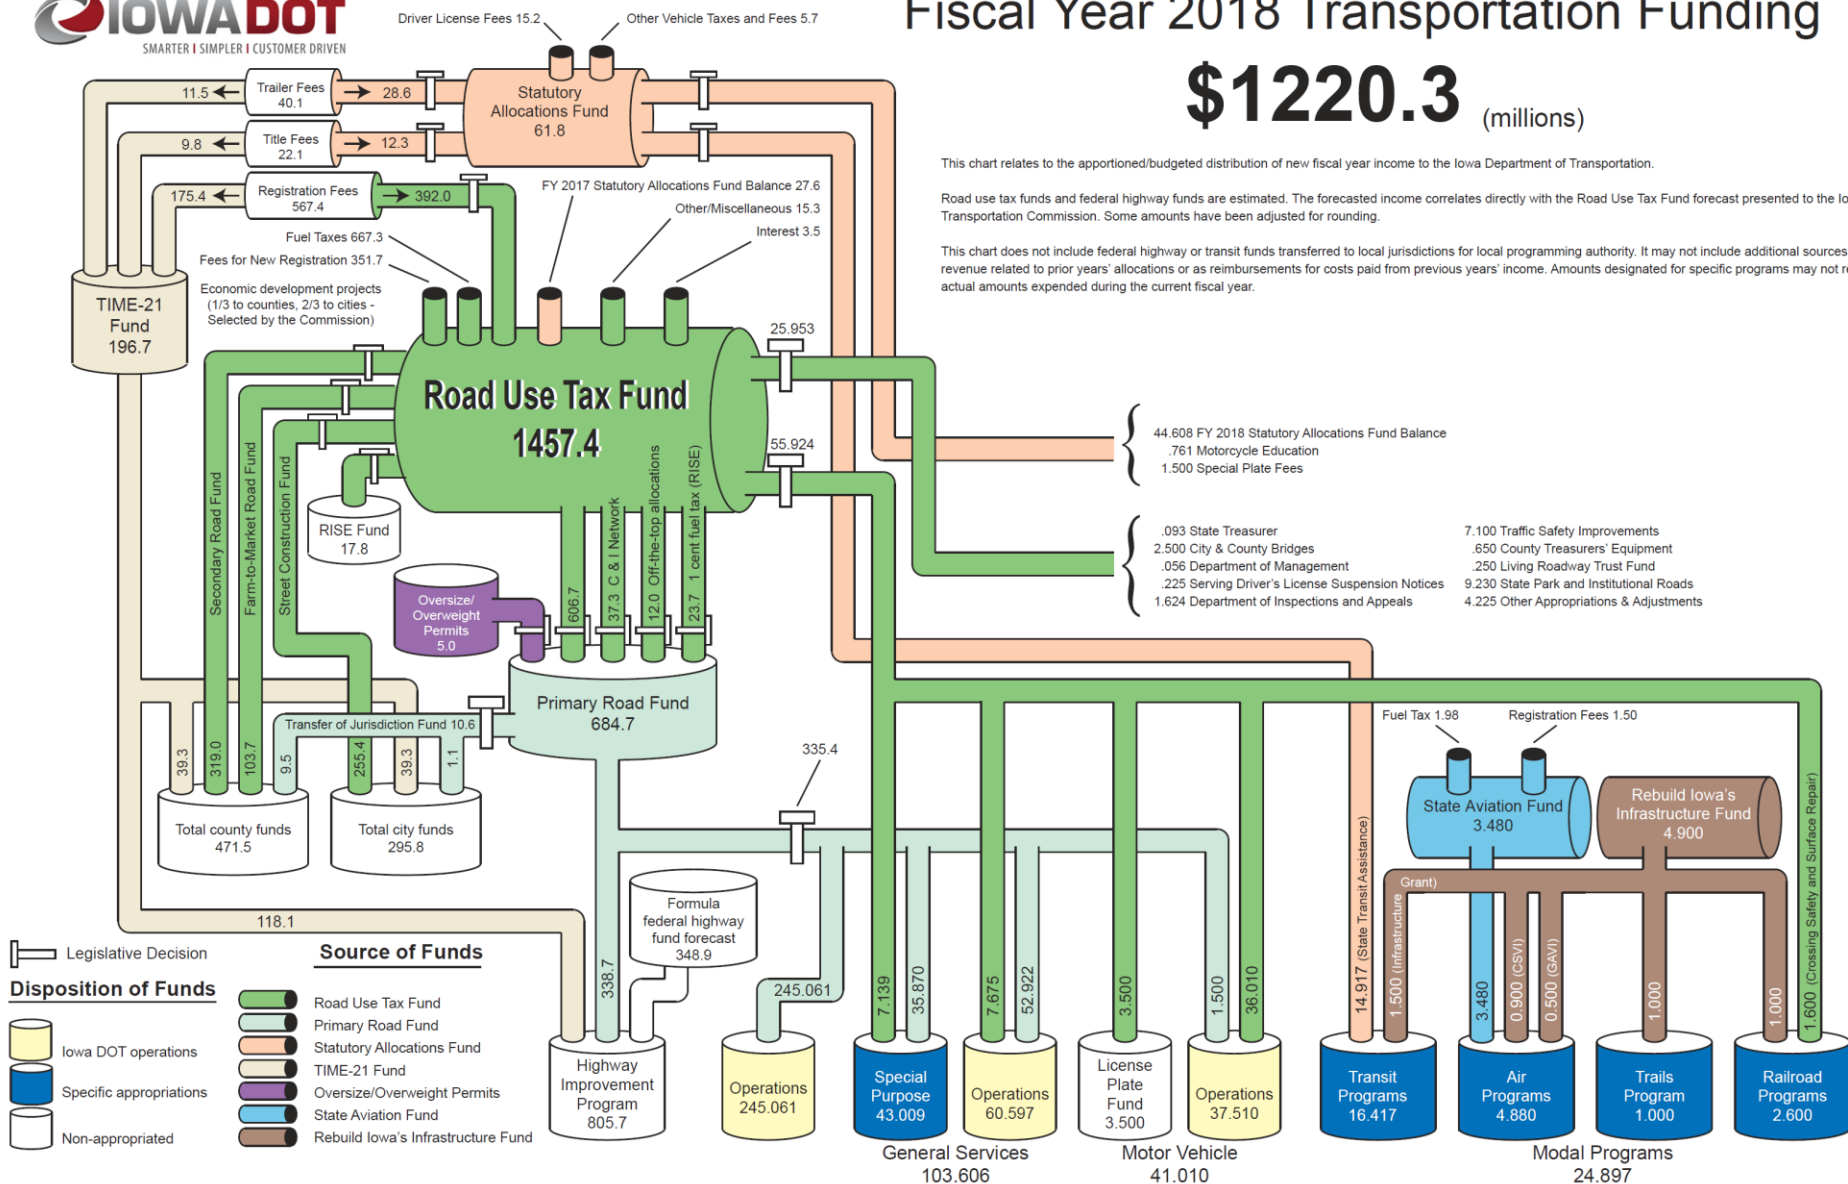 IOWADOT
SMARTER | SIMPLER | CUSTOMER DRIVEN
Fiscal Year 2018 Transportation Funding
$1220.3 (millions)
This chart relates to the apportioned/budgeted distribution of new fiscal year income to the Iowa Department of Transportation.
Road use tax funds and federal highway funds are estimated. The forecasted income correlates directly with the Road Use Tax Fund forecast presented to the
Transportation Commission. Some amounts have been adjusted for rounding.
This chart does not include federal highway or transit funds transferred to local jurisdictions for local programming authority. It may not include additional sources
revenue related to prior years' allocations or as reimbursements for costs paid from previous years' income. Amounts designated for specific programs may not
actual amounts expended during the current fiscal year.
Driver License Fees 15.2
Other Vehicle Taxes and Fees 5.7
11.5
Trailer Fees
40.1
28.6
Statutory
Allocations Fund
61.8
9.8
Title Fees
22.1
12.3
175.4
Registration Fees
567.4
392.0
FY 2017 Statutory Allocations Fund Balance 27.6
Other/Miscellaneous 15.3
Interest 3.5
Fuel Taxes 667.3
Fees for New Registration 351.7
Economic development projects
(1/3 to counties, 2/3 to cities -
Selected by the Commission)
TIME-21
Fund
196.7
Road Use Tax Fund
1457.4
25.953
55.924
Secondary Road Fund
Farm-to-Market Road Fund
Street Construction Fund
RISE Fund
17.8
Oversize/
Overweight
Permits
5.0
606.7
37.3 C & I Network
12.0 Off-the-top allocations
23.7 1 cent fuel tax (RISE)
44.608 FY 2018 Statutory Allocations Fund Balance
.761 Motorcycle Education
1.500 Special Plate Fees
.093 State Treasurer
2.500 City & County Bridges
.056 Department of Management
.225 Serving Driver's License Suspension Notices
1.624 Department of Inspections and Appeals
7.100 Traffic Safety Improvements
.650 County Treasurers' Equipment
.250 Living Roadway Trust Fund
9.230 State Park and Institutional Roads
4.225 Other Appropriations & Adjustments
Primary Road Fund
684.7
Transfer of Jurisdiction Fund 10.6
39.3
319.0
103.7
9.5
255.4
39.3
1.1
Total county funds
471.5
Total city funds
295.8
335.4
Fuel Tax 1.98
Registration Fees 1.50
State Aviation Fund
3.480
Rebuild Iowa's
Infrastructure Fund
4.900
118.1
338.7
Formula
federal highway
fund forecast
348.9
245.061
7.139
35.870
7.675
52.922
3.500
1.500
36.010
14.917 (State Transit Assistance)
1.500 (Infrastructure
Grant)
3.480
0.900 (CSVI)
0.500 (GAVI)
1.000
1.000
1.600 (Crossing Safety and Surface Repair)
Legislative Decision
Disposition of Funds
Iowa DOT operations
Specific appropriations
Non-appropriated
Source of Funds
Road Use Tax Fund
Primary Road Fund
Statutory Allocations Fund
TIME-21 Fund
Oversize/Overweight Permits
State Aviation Fund
Rebuild Iowa's Infrastructure Fund
Highway
Improvement
Program
805.7
Operations
245.061
Special
Purpose
43.009
Operations
60.597
License
Plate
Fund
3.500
Operations
37.510
Transit
Programs
16.417
Air
Programs
4.880
Trails
Program
1.000
Railroad
Programs
2.600
General Services
103.606
Motor Vehicle
41.010
Modal Programs
24.897